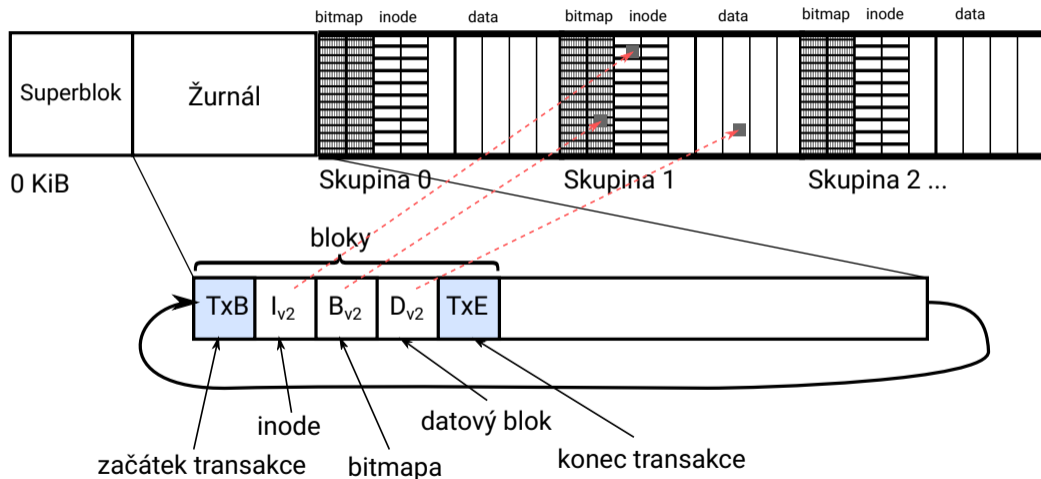 bitmap inode data bitmap inode data bitmap inode data
Superblok Žurnál
0 KiB Skupina 0 Skupina 1 Skupina 2 ...
bloky
TxB Iv2 Bv2 Dv2 TxE
inode datový blok
začátek transakce bitmapa konec transakce